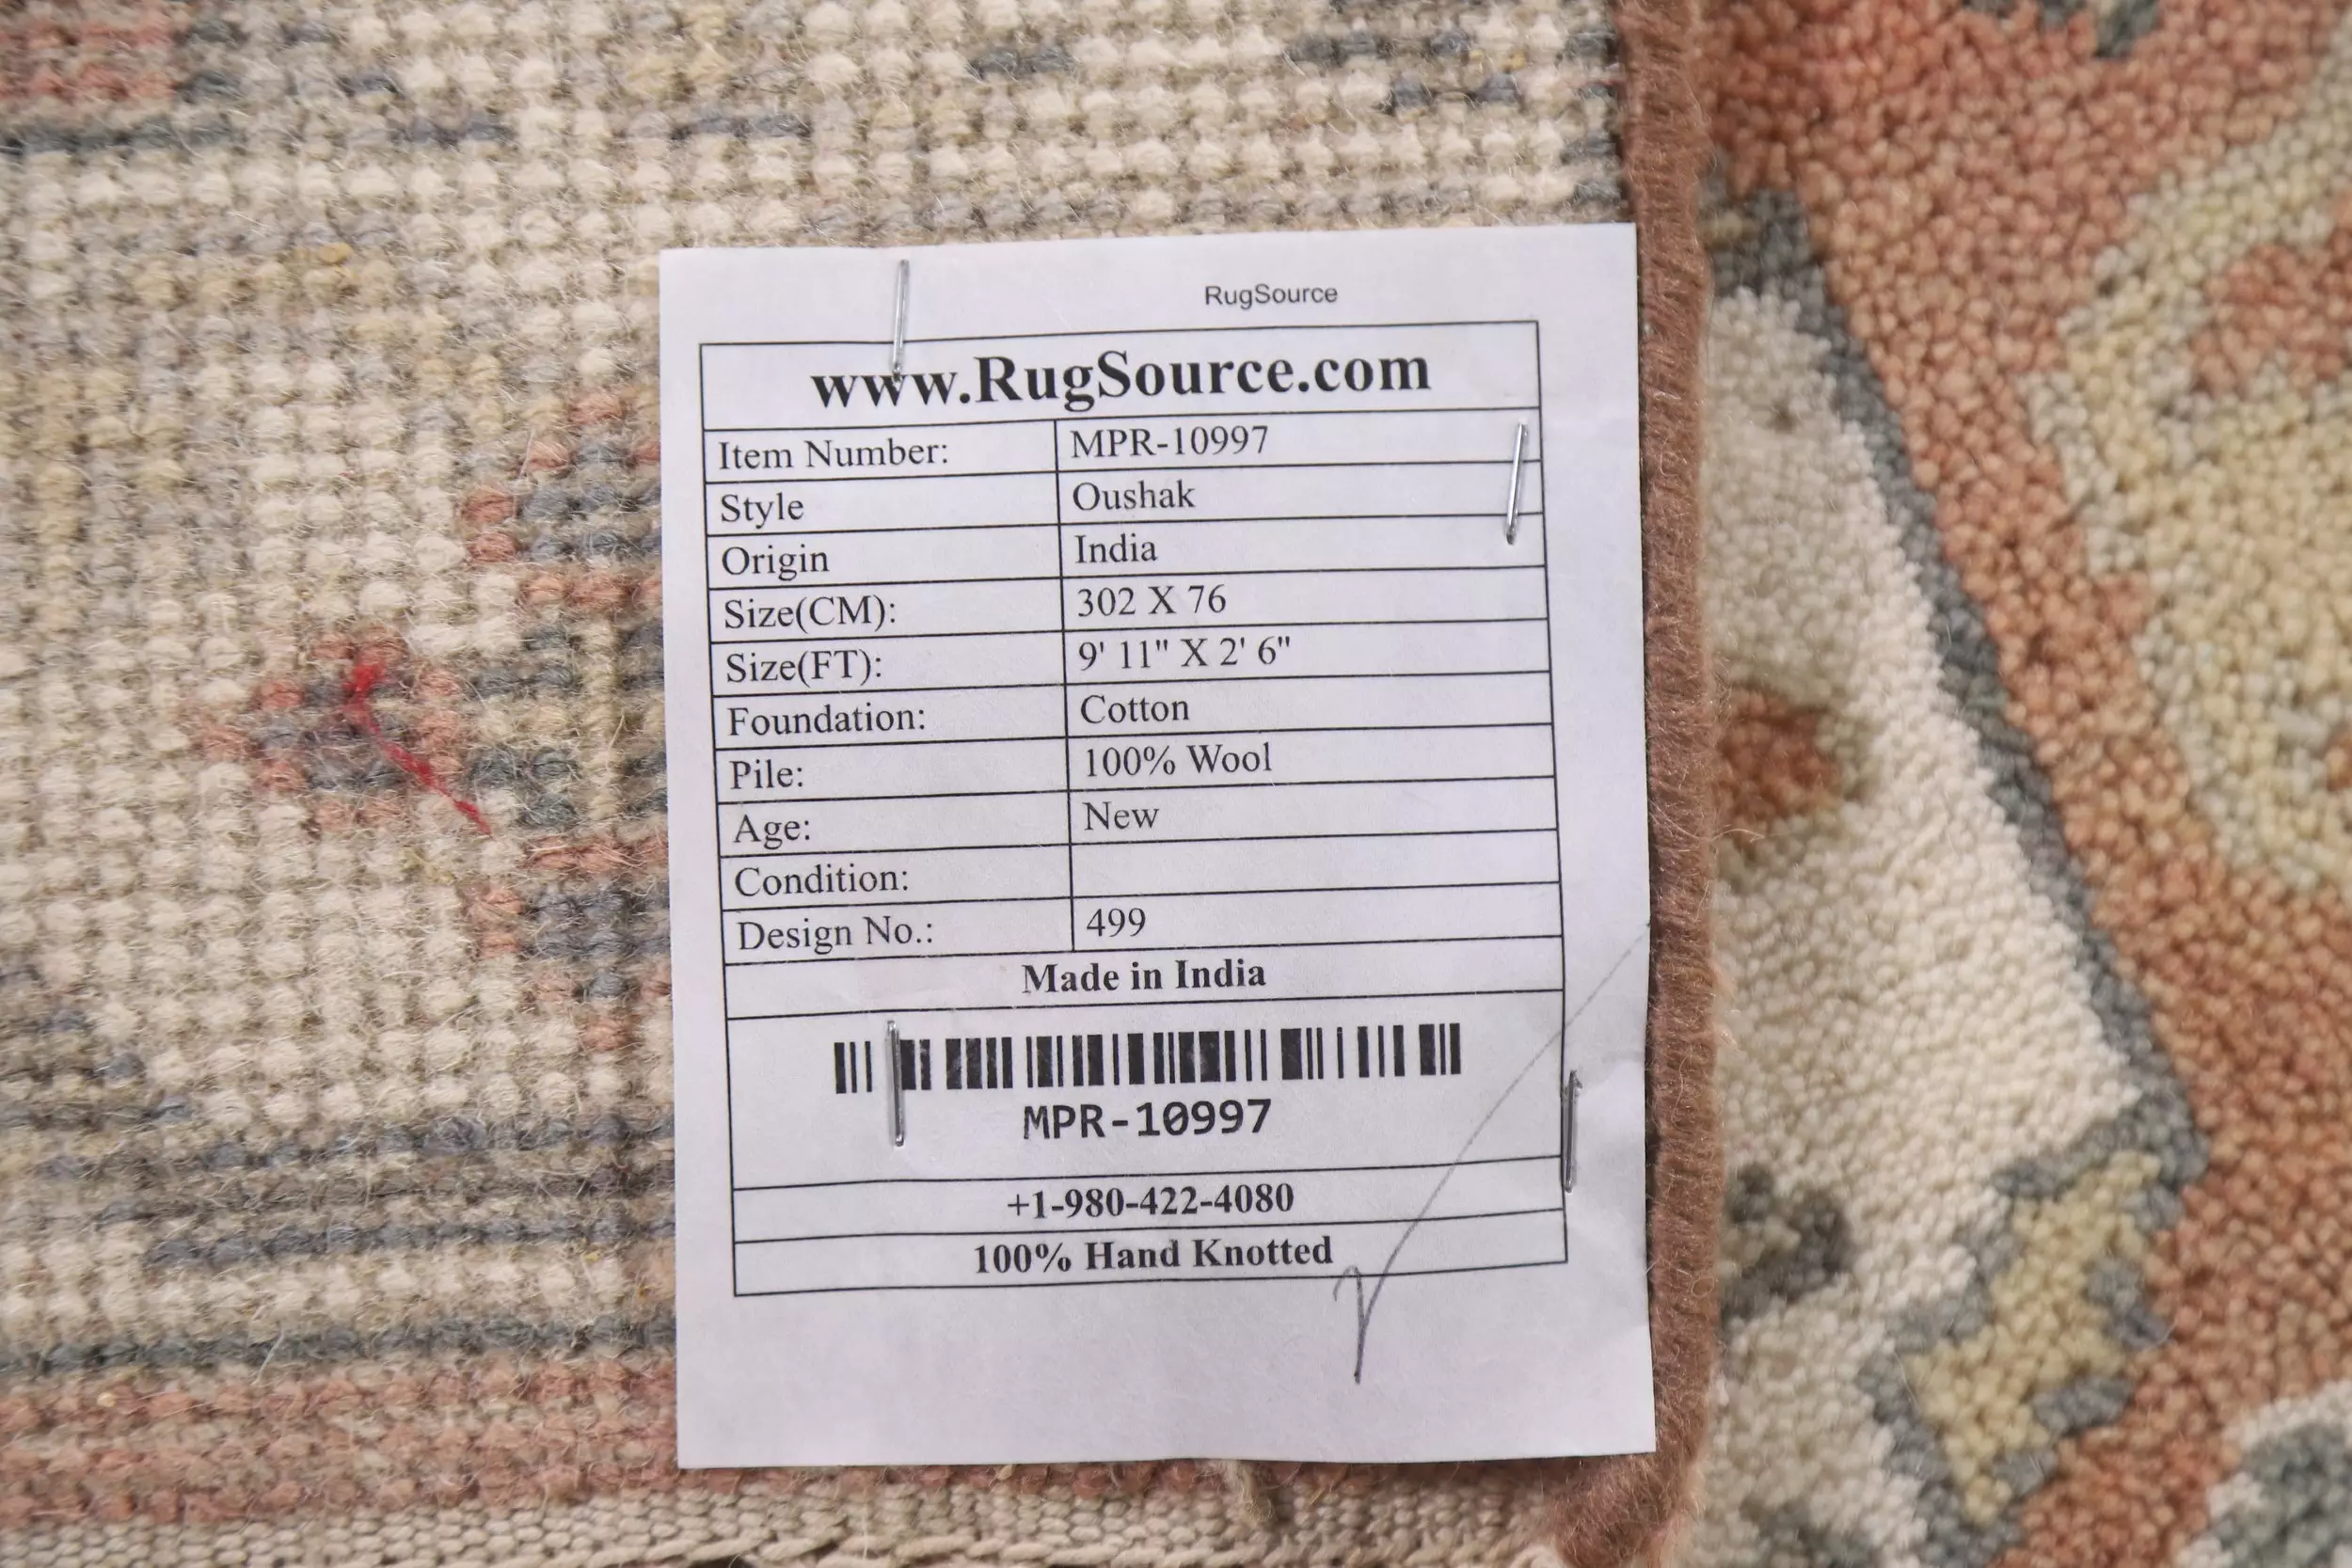 RugSource
www.RugSource.com
Item Number: MPR-10997
Style Oushak
Origin India
Size(CM): 302 X 76
Size(FT): 9' 11" X 2' 6"
Foundation: Cotton
Pile: 100% Wool
Age: New
Condition:
Design No.: 499
Made in India
MPR-10997
+1-980-422-4080
100% Hand Knotted